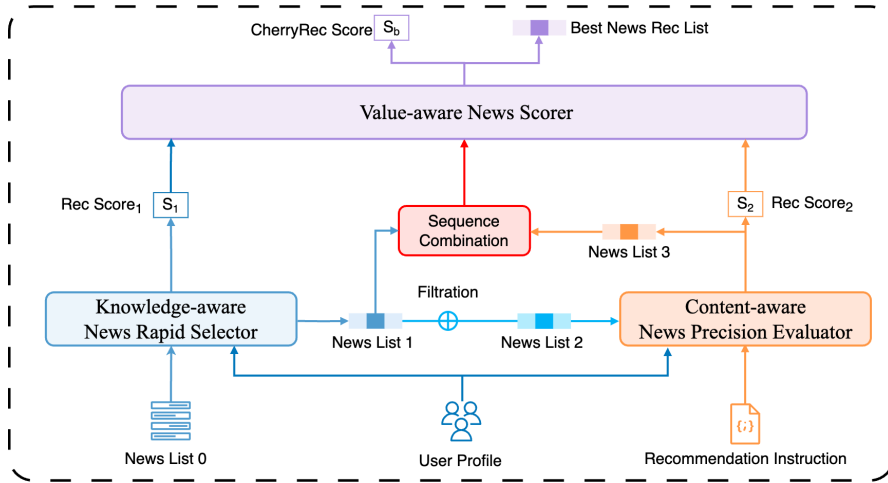 CherryRec Score
S_b
Best News Rec List
Value-aware News Scorer
Rec Score₁
S₁
Sequence
Combination
S₂
Rec Score₂
News List 3
Knowledge-aware
News Rapid Selector
Filtration
Content-aware
News Precision Evaluator
News List 1
News List 2
{;}
News List 0
User Profile
Recommendation Instruction